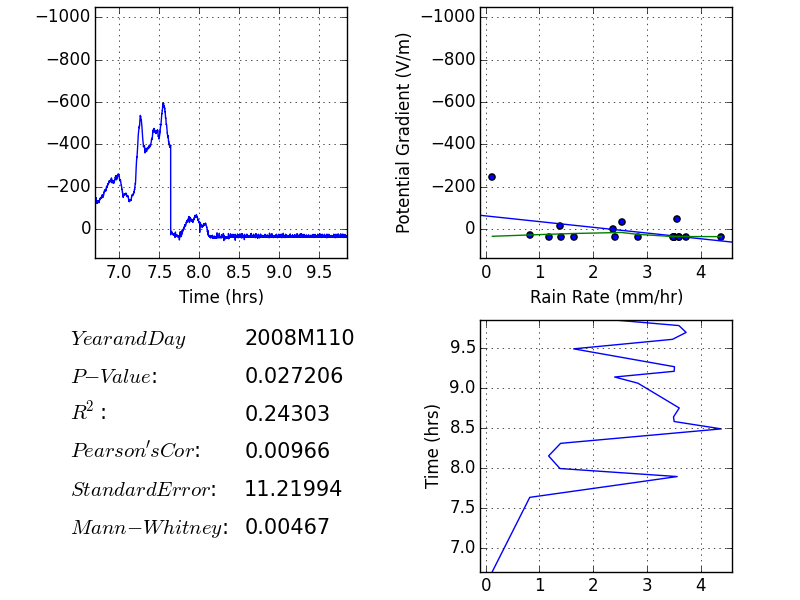 −1000
−800
−600
−400
−200
0
7.0 7.5 8.0 8.5 9.0 9.5
Time (hrs)
Potential Gradient (V/m)
−1000
−800
−600
−400
−200
0
0 1 2 3 4
Rain Rate (mm/hr)
YearandDay 2008M110
P−Value: 0.027206
R²: 0.24303
Pearson'sCor: 0.00966
StandardError: 11.21994
Mann−Whitney: 0.00467
Time (hrs)
9.5
9.0
8.5
8.0
7.5
7.0
0 1 2 3 4